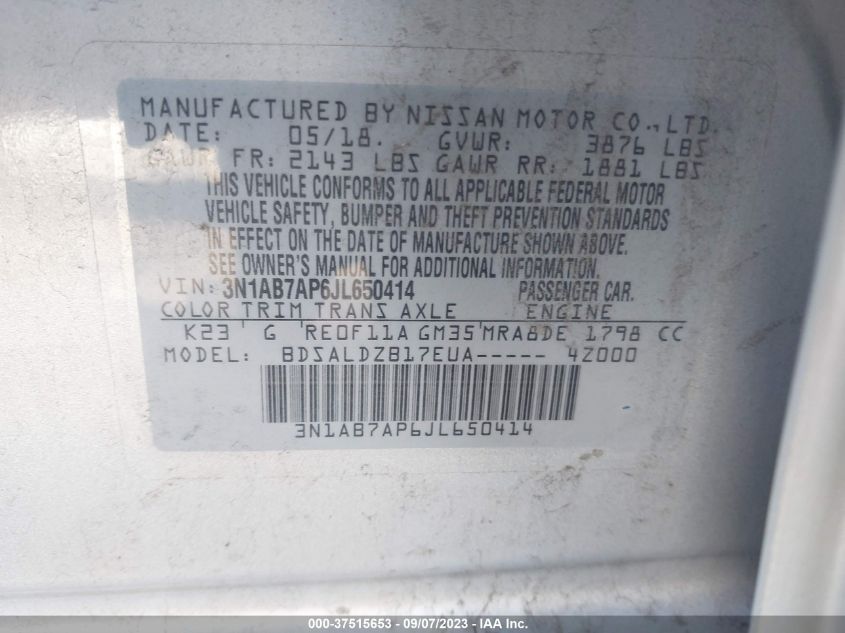 MANUFACTURED BY NISSAN MOTOR CO., LTD.
DATE: 05/18. GVWR: 3876 LBS
GAWR FR: 2143 LBS GAWR RR: 1881 LBS
THIS VEHICLE CONFORMS TO ALL APPLICABLE FEDERAL MOTOR
VEHICLE SAFETY, BUMPER AND THEFT PREVENTION STANDARDS
IN EFFECT ON THE DATE OF MANUFACTURE SHOWN ABOVE.
SEE OWNER'S MANUAL FOR ADDITIONAL INFORMATION.
VIN: 3N1AB7AP6JL650414 PASSENGER CAR.
COLOR TRIM TRANS AXLE ENGINE
K23 G RE0F11A GM35 MRA8DE 1798 CC
MODEL: BDSALDZB17EUA----- 4Z000
3N1AB7AP6JL650414
000-37515653 - 09/07/2023 - IAAI.COM